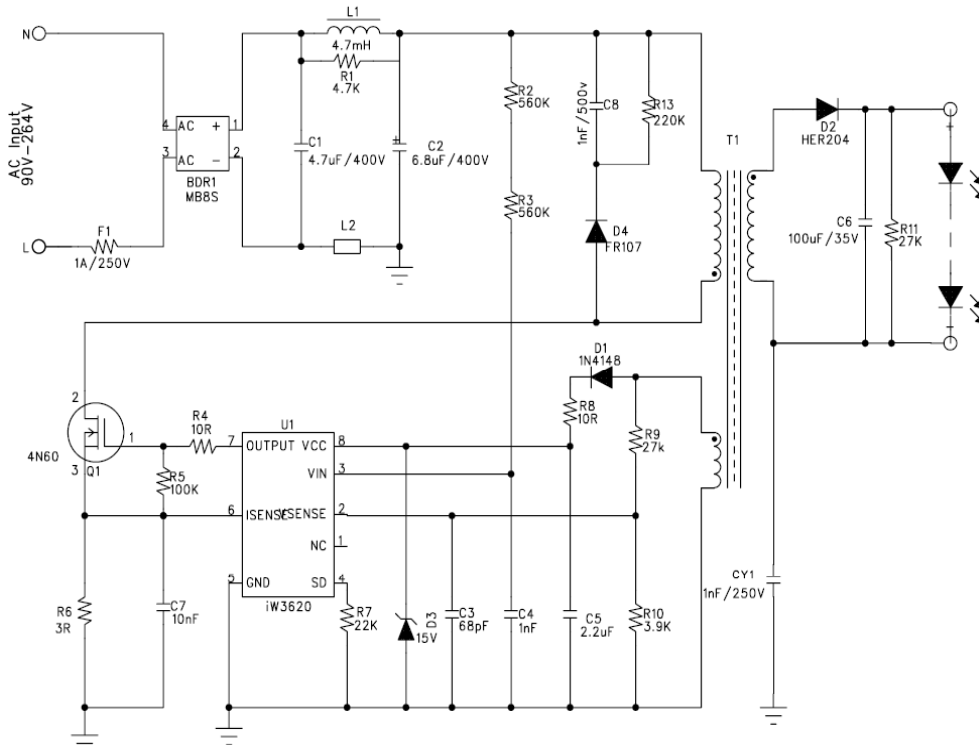 L1
4.7mH
R1
4.7K
N
AC Input
90V-264V
4 AC + 1
3 AC - 2
BDR1
MB8S
L
F1
1A/250V
C1
4.7uF/400V
+
C2
6.8uF/400V
L2
R2
560K
R3
560K
1nF/500v
C8
R13
220K
D4
FR107
T1
D2
HER204
C6
100uF/35V
R11
27K
+
-
D1
1N4148
R8
10R
R9
27k
2
1
3
4N60
Q1
R4
10R
R5
100K
U1
7 OUTPUT VCC 8
VIN 3
6 ISENSE VSENSE 2
NC 1
5 GND SD 4
iW3620
R6
3R
C7
10nF
R7
22K
D3
15V
C3
68pF
C4
1nF
C5
2.2uF
R10
3.9K
CY1
1nF/250V